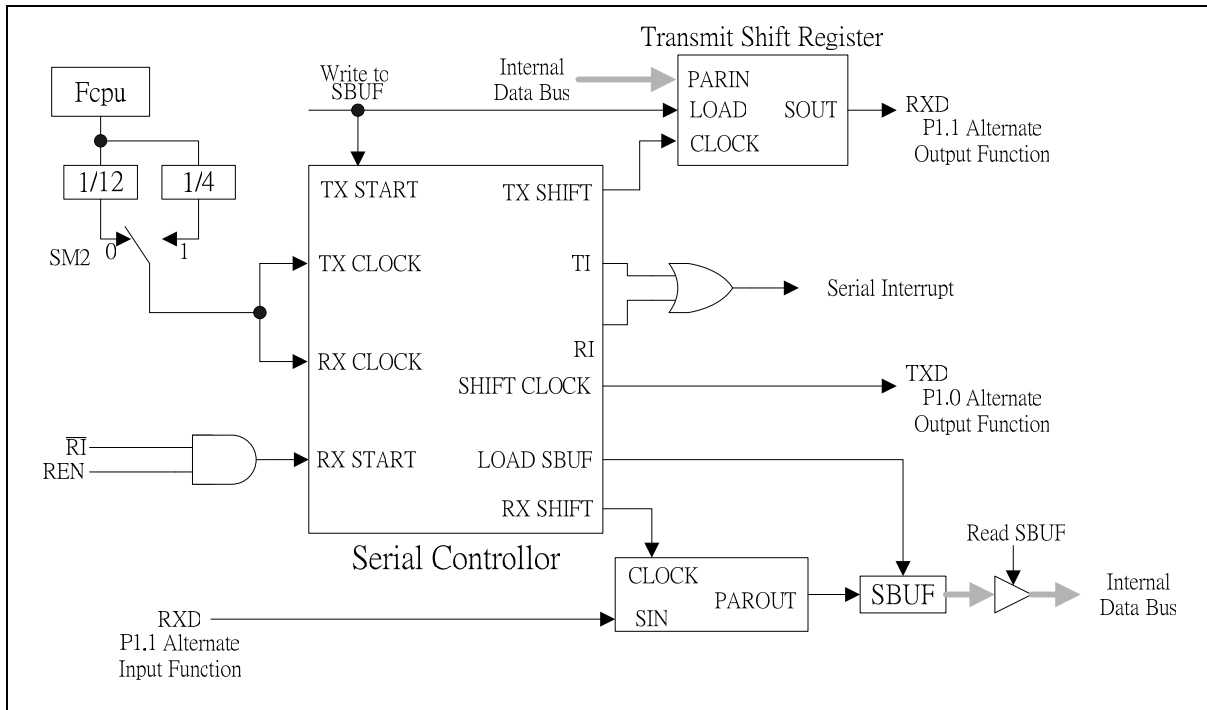 Transmit Shift Register
Fcpu
Write to
SBUF
Internal
Data Bus
PARIN
LOAD
SOUT
CLOCK
RXD
P1.1 Alternate
Output Function
1/12
1/4
TX START
TX SHIFT
SM2
0
1
TX CLOCK
TI
Serial Interrupt
RI
RX CLOCK
SHIFT CLOCK
TXD
P1.0 Alternate
Output Function
R̅I̅
REN
RX START
LOAD SBUF
RX SHIFT
Serial Controllor
Read SBUF
CLOCK
PAROUT
SIN
SBUF
Internal
Data Bus
RXD
P1.1 Alternate
Input Function